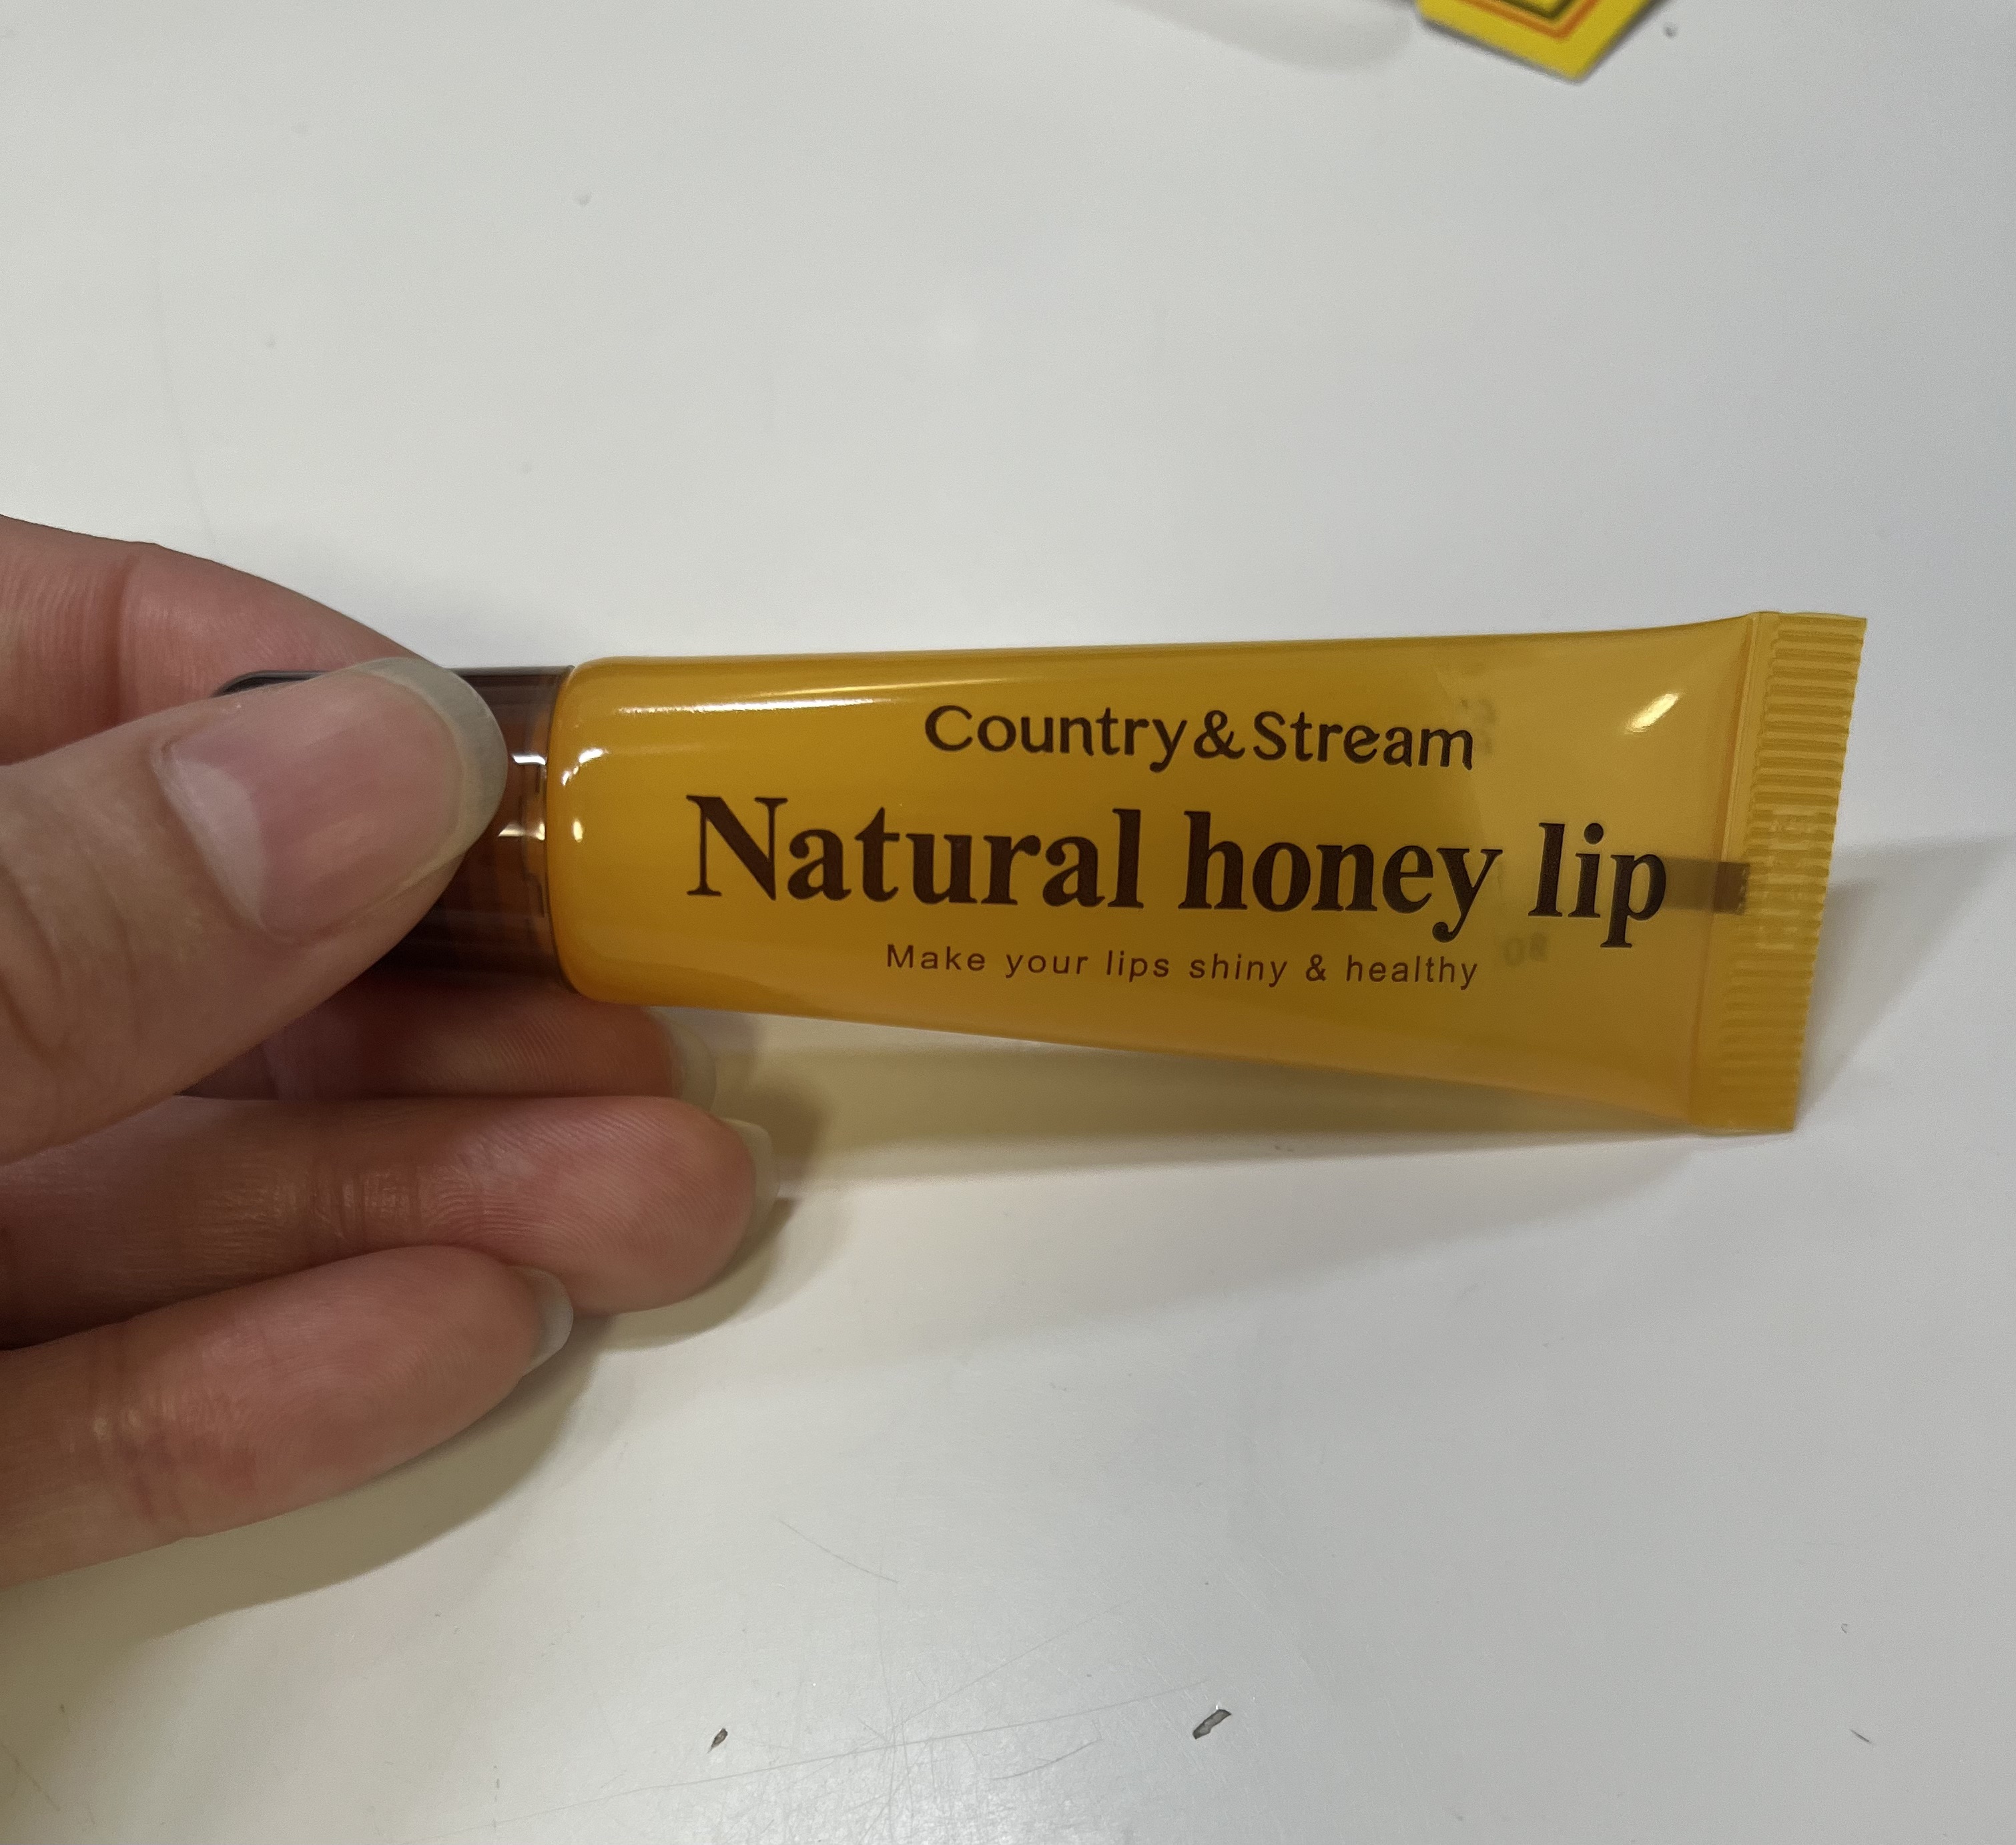 Country&Stream
Natural honey lip
Make your lips shiny & healthy